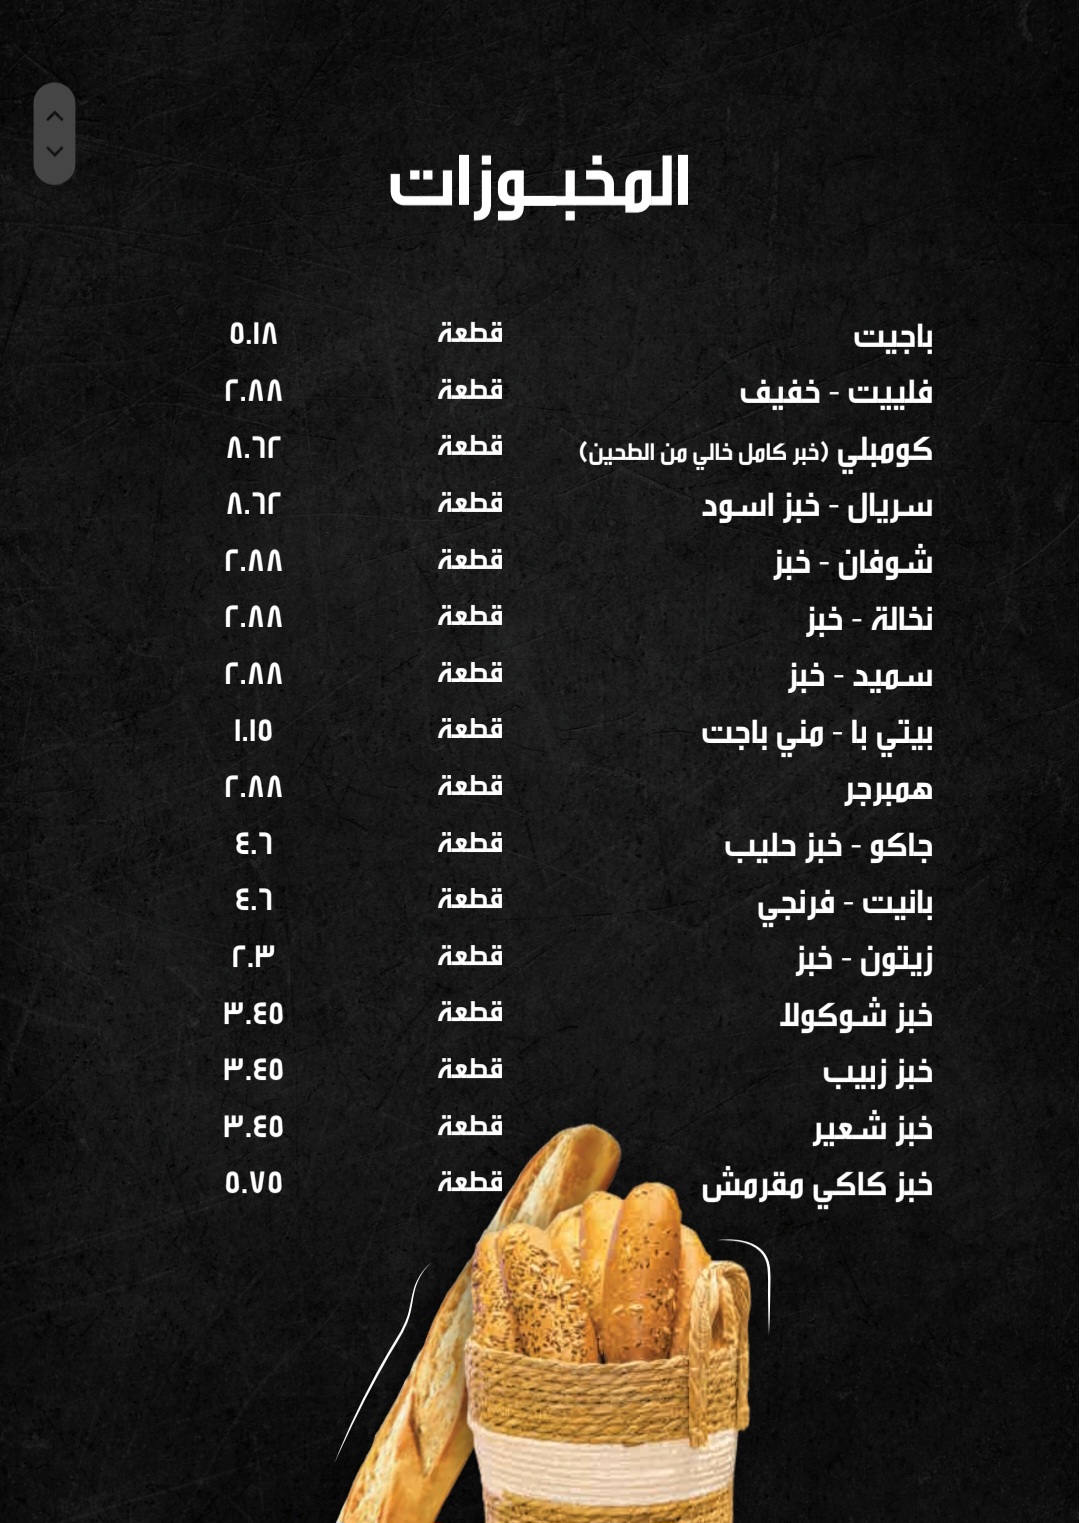 المخبـوزات
باجيت قطعة ٥.١٨
فلييت - خفيف قطعة ٢.٨٨
كومبلي (خبر كامل خالي من الطحين) قطعة ٨.٦٢
سريال - خبز اسود قطعة ٨.٦٢
شوفان - خبز قطعة ٢.٨٨
نخالة - خبز قطعة ٢.٨٨
سميد - خبز قطعة ٢.٨٨
بيتي با - مني باجت قطعة ١.١٥
همبرجر قطعة ٢.٨٨
جاكو - خبز حليب قطعة ٤.٦
بانيت - فرنجي قطعة ٤.٦
زيتون - خبز قطعة ٢.٣
خبز شوكولا قطعة ٣.٤٥
خبز زبيب قطعة ٣.٤٥
خبز شعير قطعة ٣.٤٥
خبز كاكي مقرمش قطعة ٥.٧٥